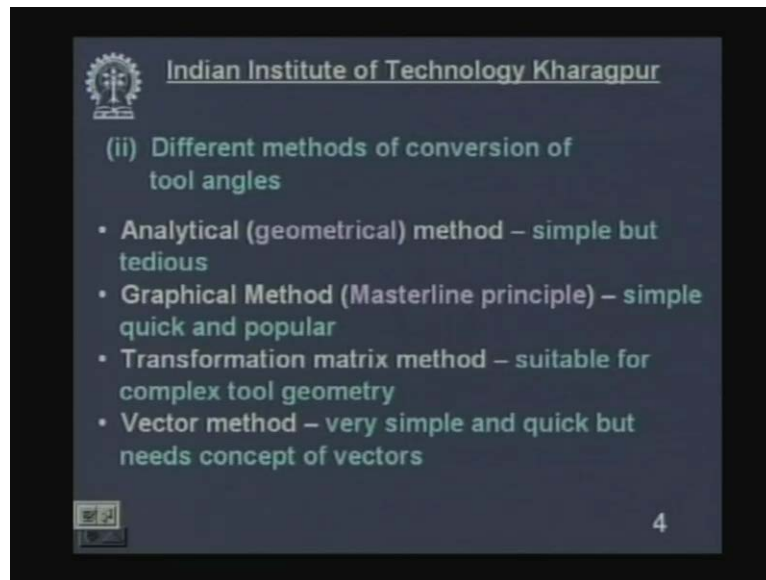 Indian Institute of Technology Kharagpur
(ii) Different methods of conversion of
tool angles
• Analytical (geometrical) method – simple but
tedious
• Graphical Method (Masterline principle) – simple
quick and popular
• Transformation matrix method – suitable for
complex tool geometry
• Vector method – very simple and quick but
needs concept of vectors
4